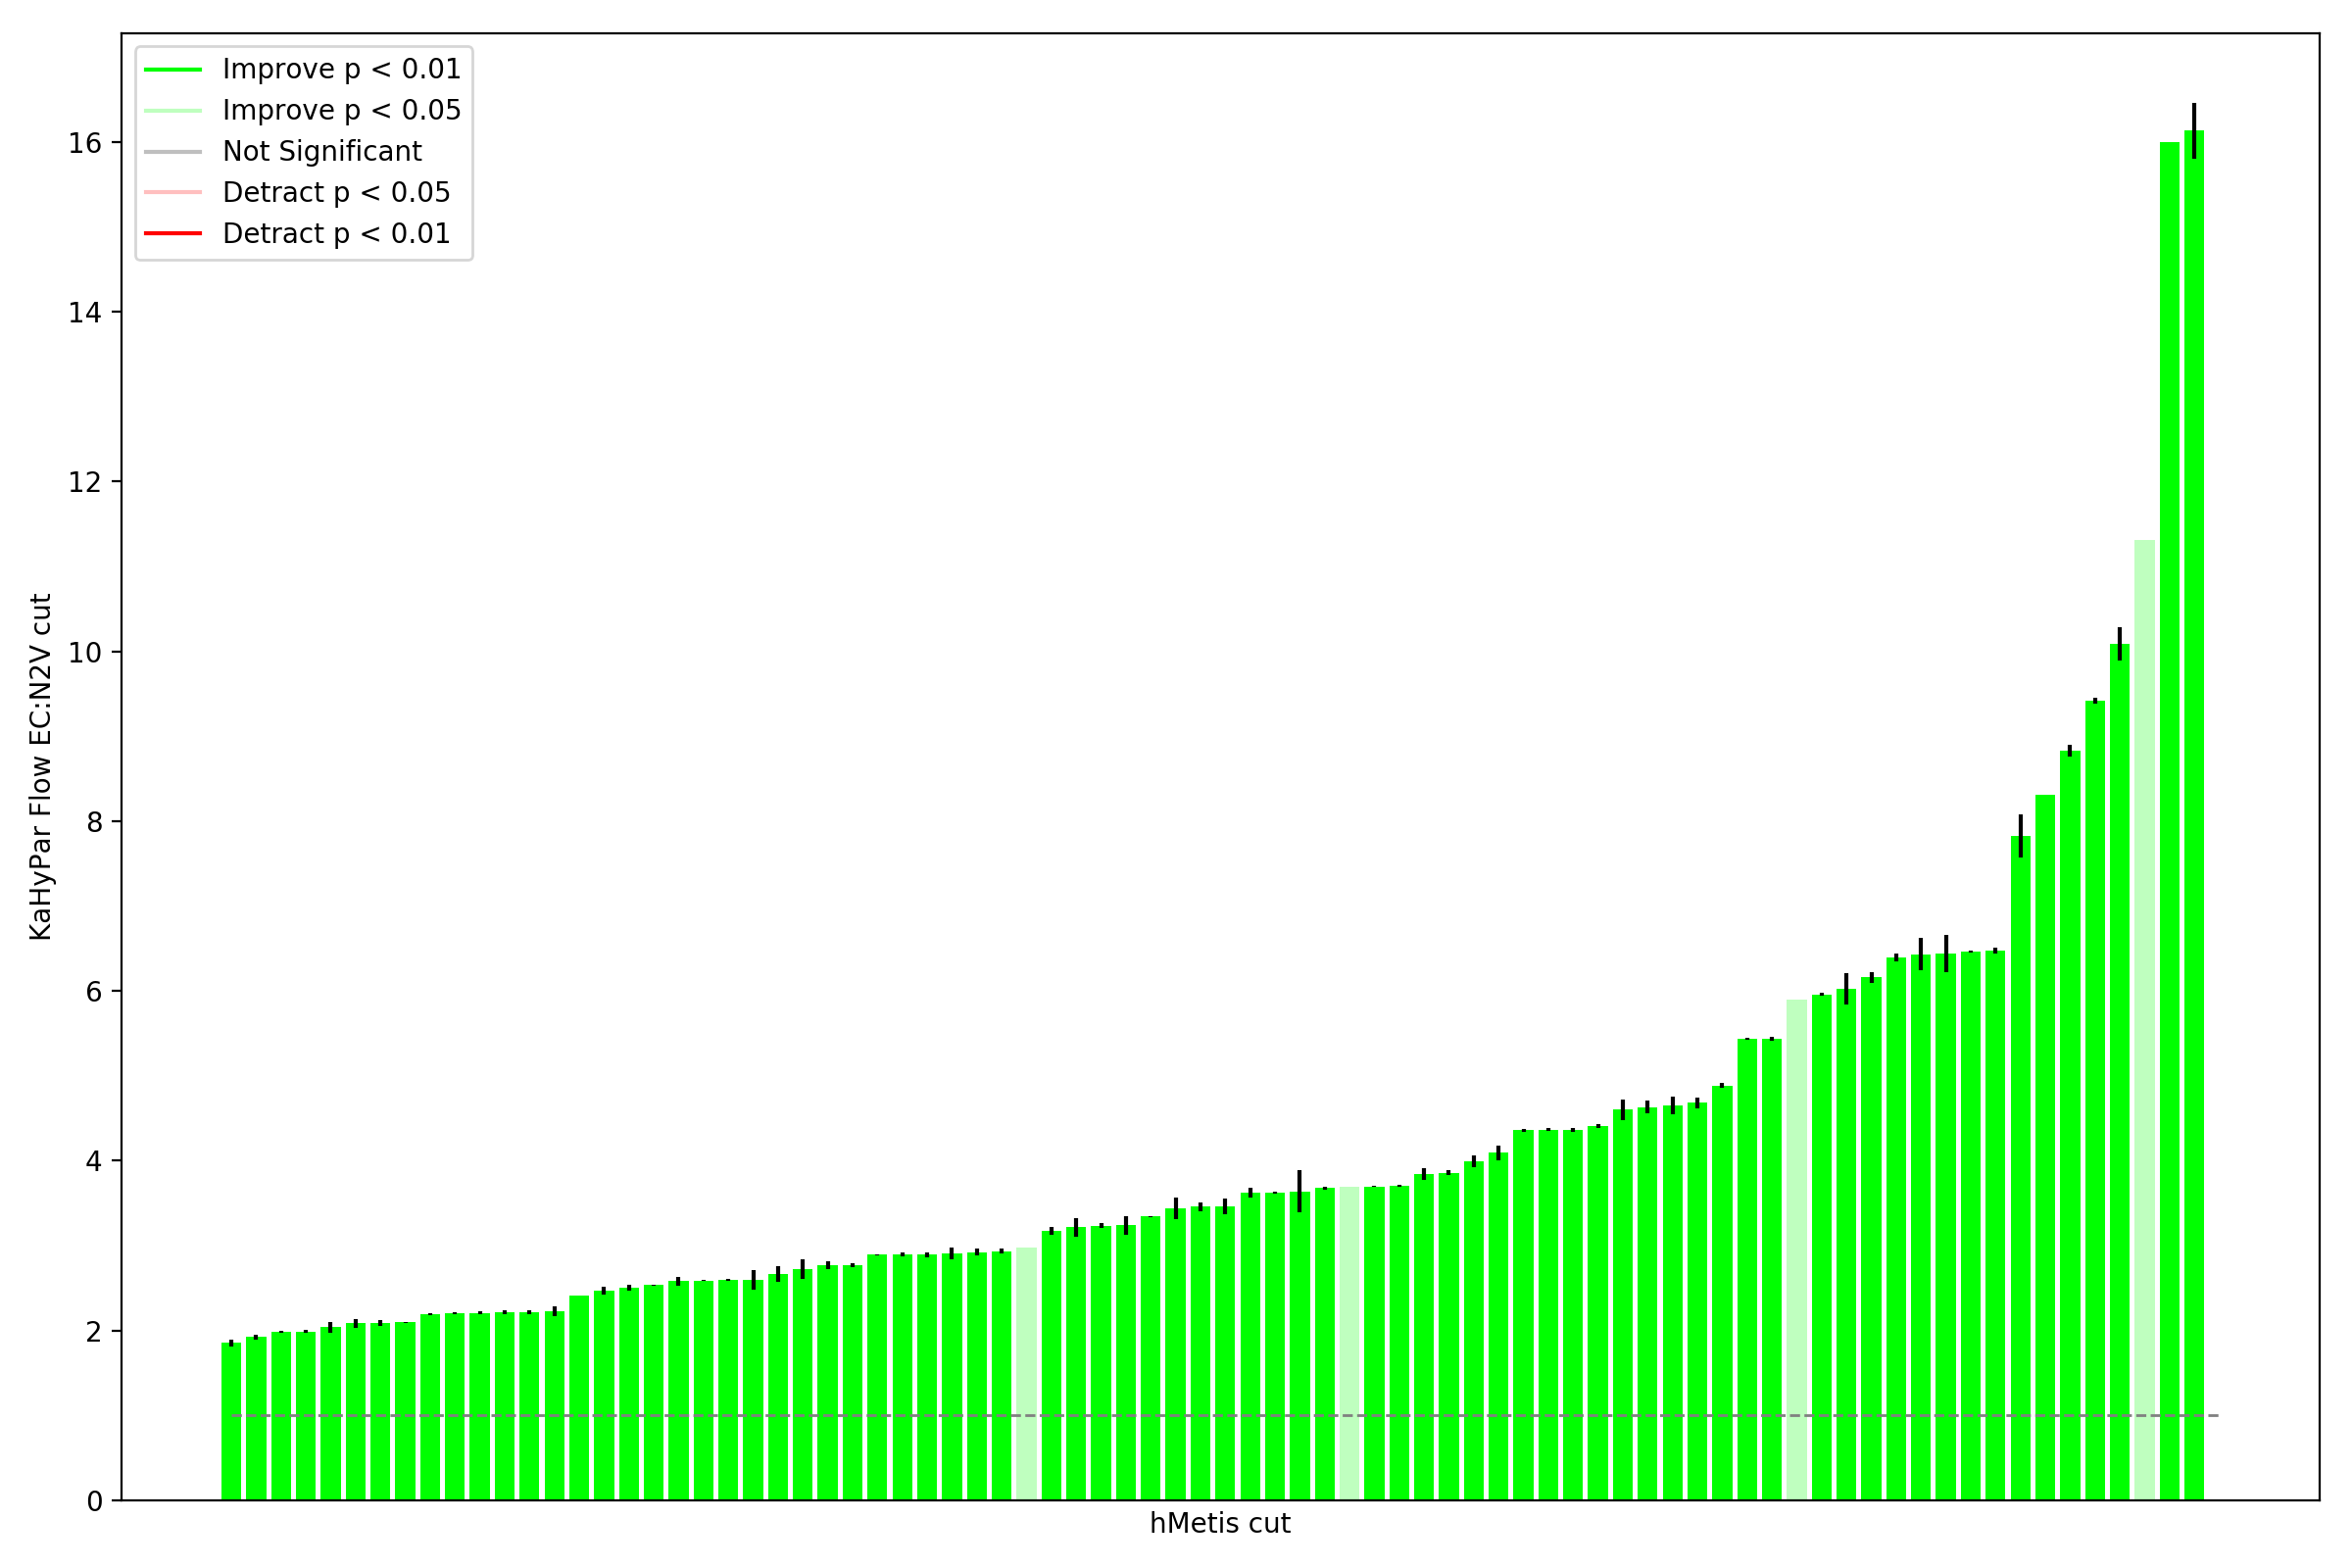 Improve p < 0.01
Improve p < 0.05
Not Significant
Detract p < 0.05
Detract p < 0.01
16
14
12
10
8
6
4
2
0
KaHyPar Flow EC:N2V cut
hMetis cut